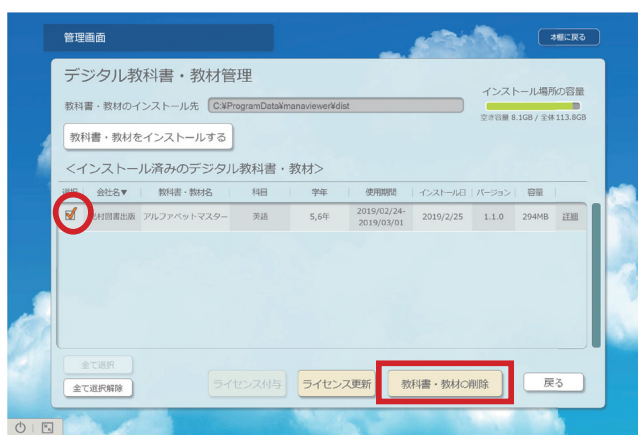 管理画面
本棚に戻る
デジタル教科書・教材管理
インストール場所の容量
教科書・教材のインストール先 C:¥ProgramData¥manaviewer¥dist
空き容量 8.1GB / 全体 113.8GB
教科書・教材をインストールする
<インストール済みのデジタル教科書・教材>
選択 会社名▼ 教科書・教材名 科目 学年 使用期間 インストール日 バージョン 容量
村図書出版 アルファベットマスター 英語 5,6年 2019/02/24- 2019/2/25 1.1.0 294MB 詳細
2019/03/01
全て選択
全て選択解除 ライセンス付与 ライセンス更新 教科書・教材の削除 戻る